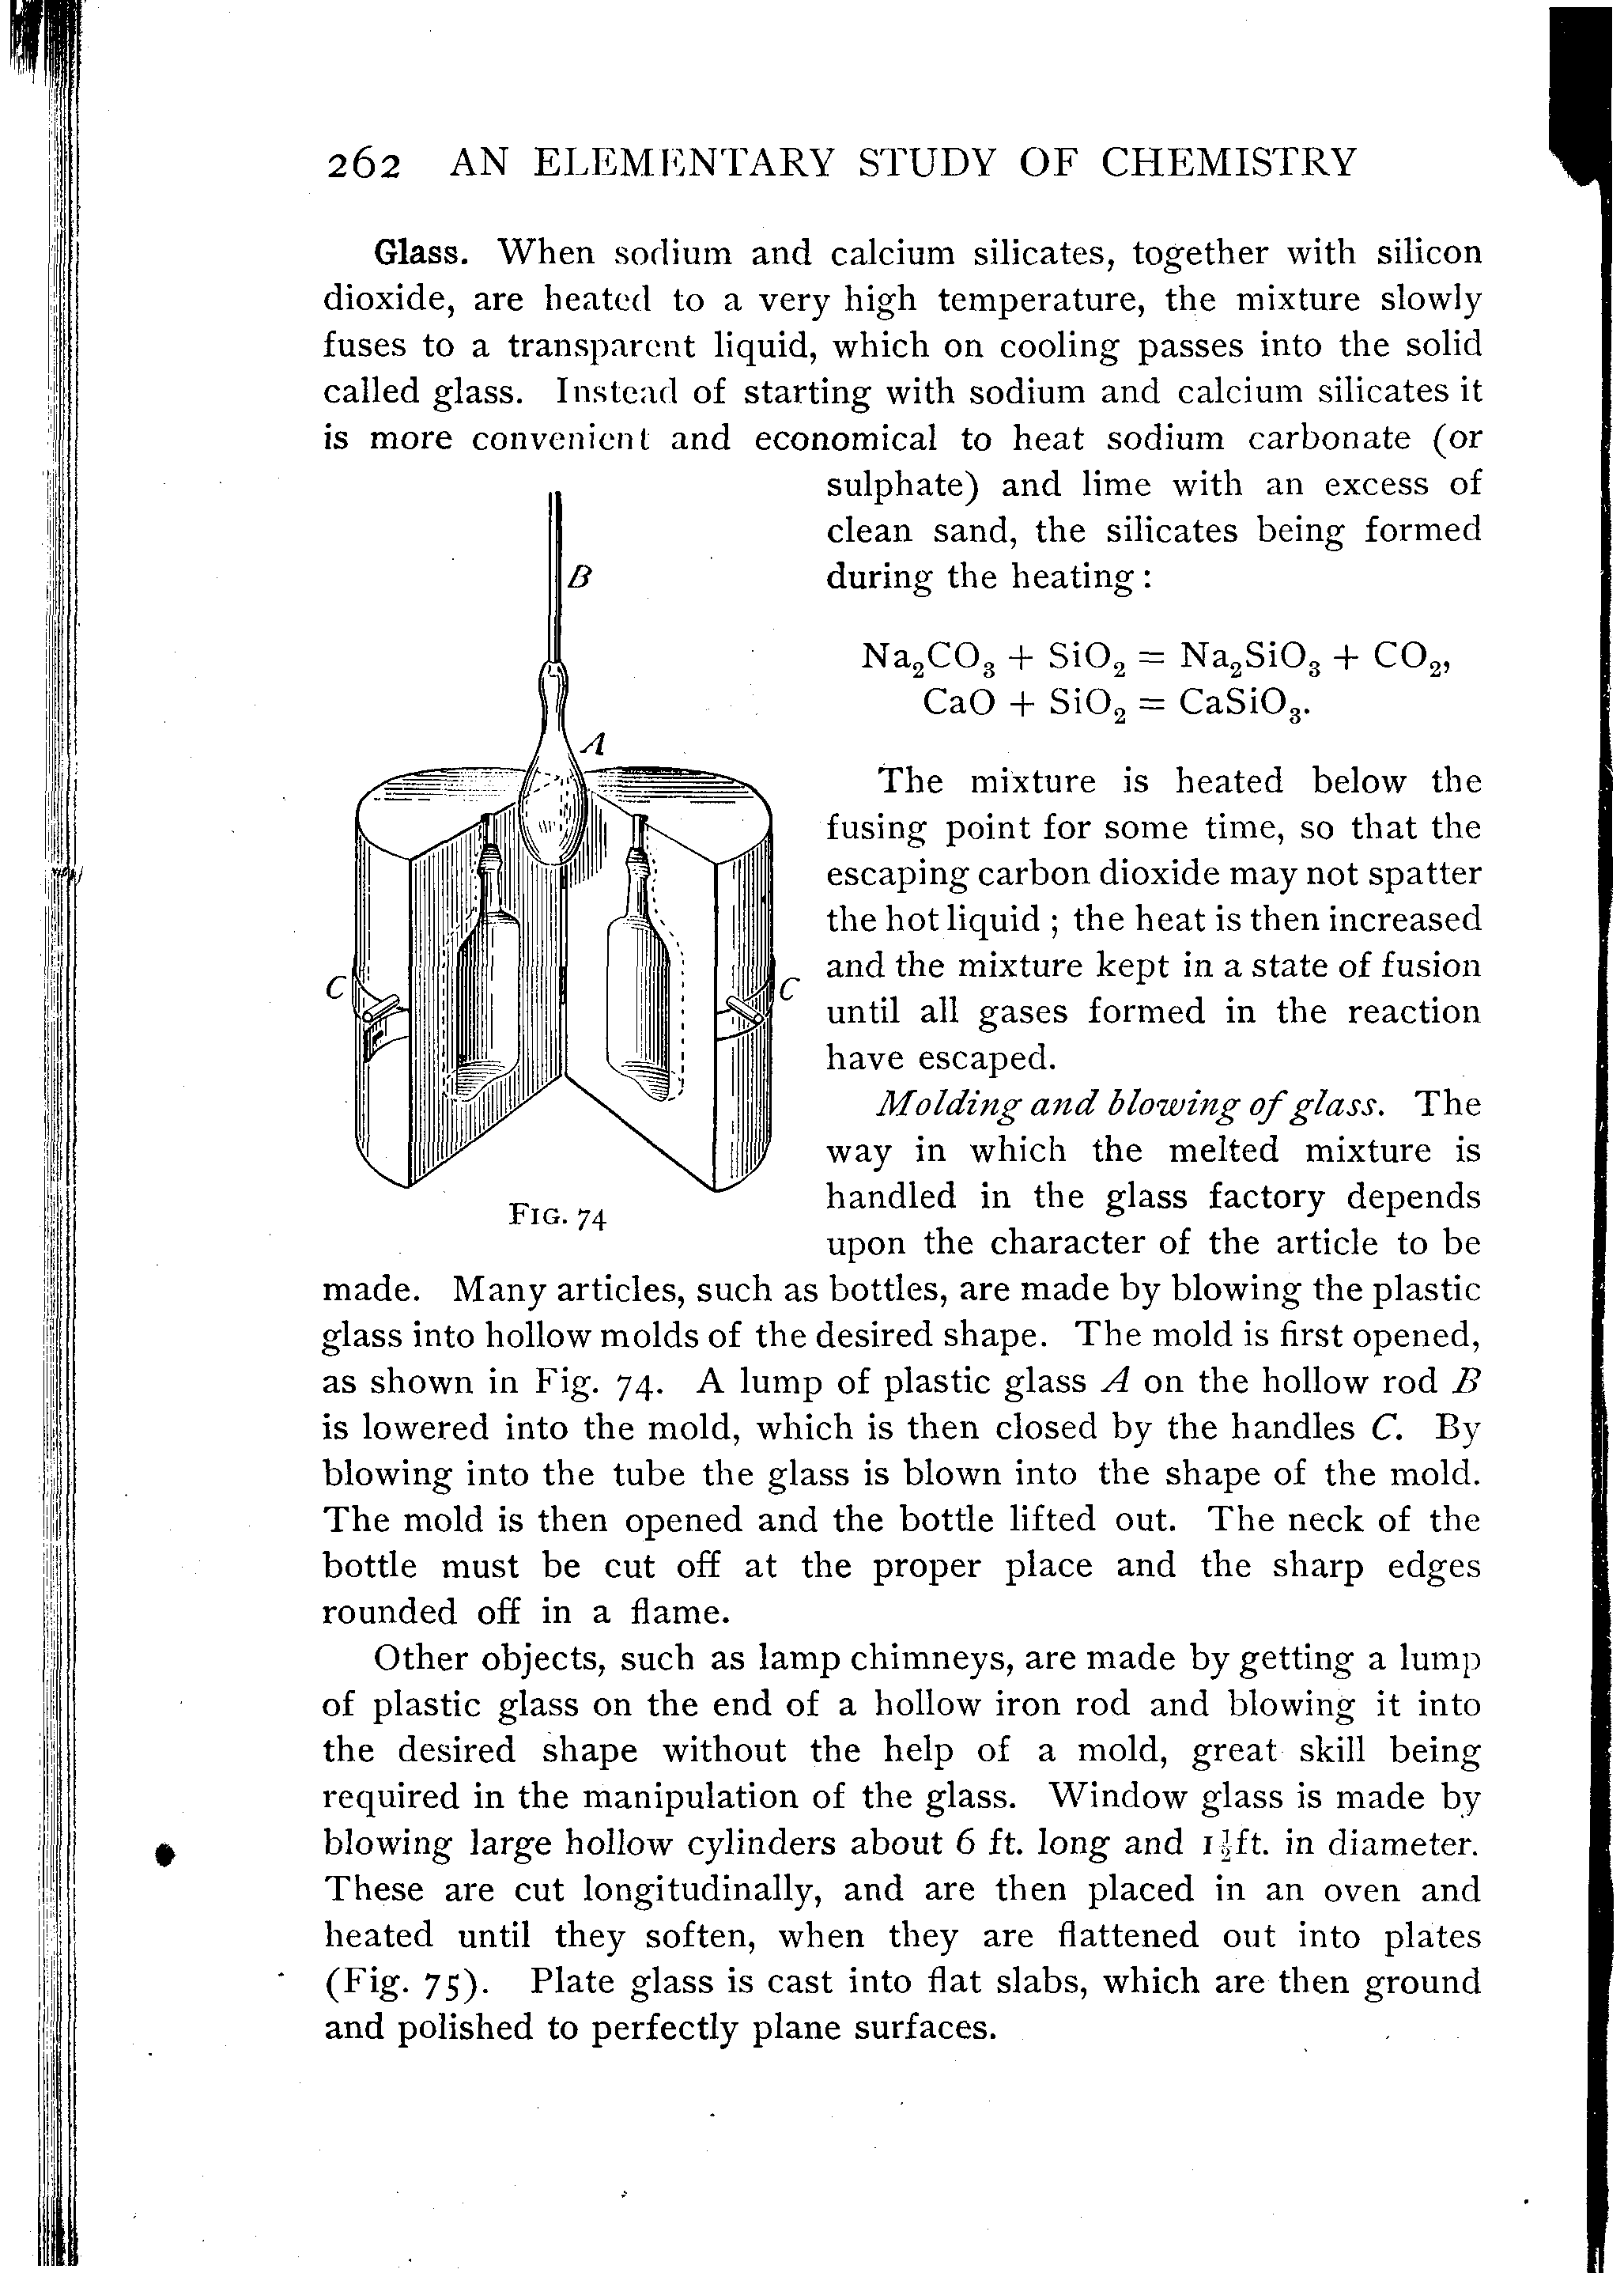 262 AN ELEMENTARY STUDY OF CHEMISTRY
Glass. When sodium and calcium silicates, together with silicon
dioxide, are heated to a very high temperature, the mixture slowly
fuses to a transparent liquid, which on cooling passes into the solid
called glass. Instead of starting with sodium and calcium silicates it
is more convenient and economical to heat sodium carbonate (or
sulphate) and lime with an excess of
clean sand, the silicates being formed
during the heating:
Na₂CO₃ + SiO₂ = Na₂SiO₃ + CO₂,
CaO + SiO₂ = CaSiO₃.
The mixture is heated below the
fusing point for some time, so that the
escaping carbon dioxide may not spatter
the hot liquid; the heat is then increased
and the mixture kept in a state of fusion
until all gases formed in the reaction
have escaped.
Molding and blowing of glass. The
way in which the melted mixture is
handled in the glass factory depends
upon the character of the article to be
B
A
C
C
FIG. 74
made. Many articles, such as bottles, are made by blowing the plastic
glass into hollow molds of the desired shape. The mold is first opened,
as shown in Fig. 74. A lump of plastic glass A on the hollow rod B
is lowered into the mold, which is then closed by the handles C. By
blowing into the tube the glass is blown into the shape of the mold.
The mold is then opened and the bottle lifted out. The neck of the
bottle must be cut off at the proper place and the sharp edges
rounded off in a flame.
Other objects, such as lamp chimneys, are made by getting a lump
of plastic glass on the end of a hollow iron rod and blowing it into
the desired shape without the help of a mold, great skill being
required in the manipulation of the glass. Window glass is made by
blowing large hollow cylinders about 6 ft. long and 1½ ft. in diameter.
These are cut longitudinally, and are then placed in an oven and
heated until they soften, when they are flattened out into plates
(Fig. 75). Plate glass is cast into flat slabs, which are then ground
and polished to perfectly plane surfaces.